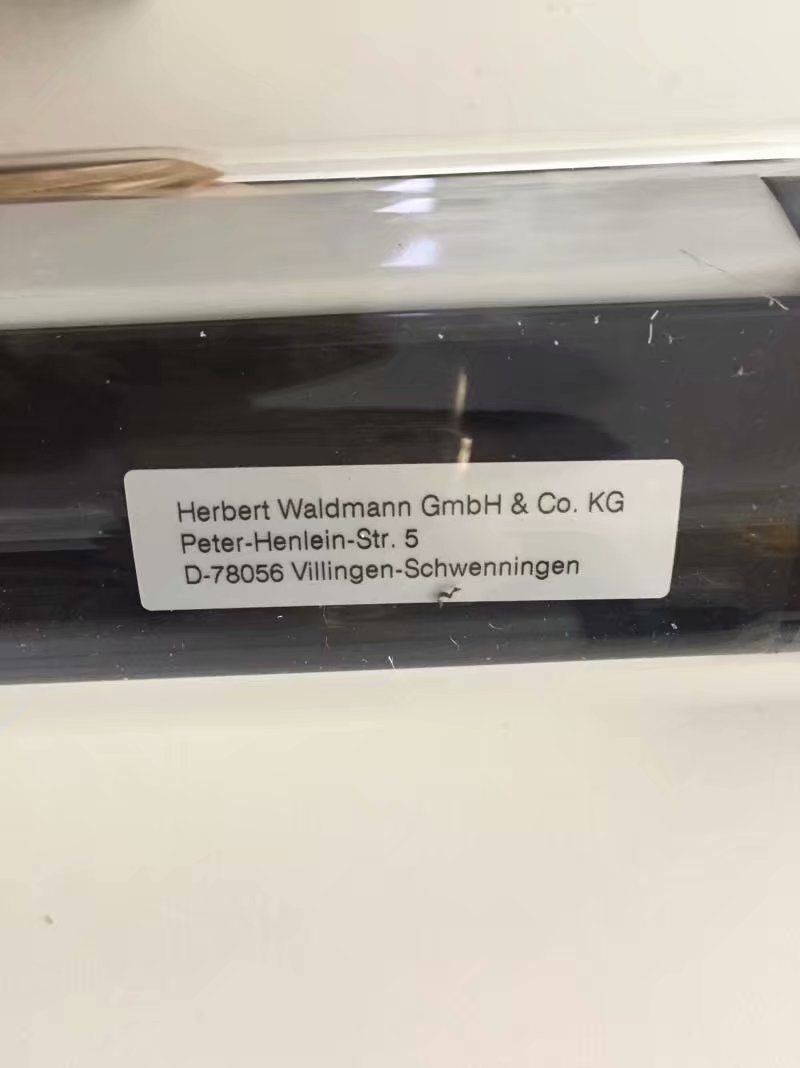 Herbert Waldmann GmbH & Co. KG
Peter-Henlein-Str. 5
D-78056 Villingen-Schwenningen